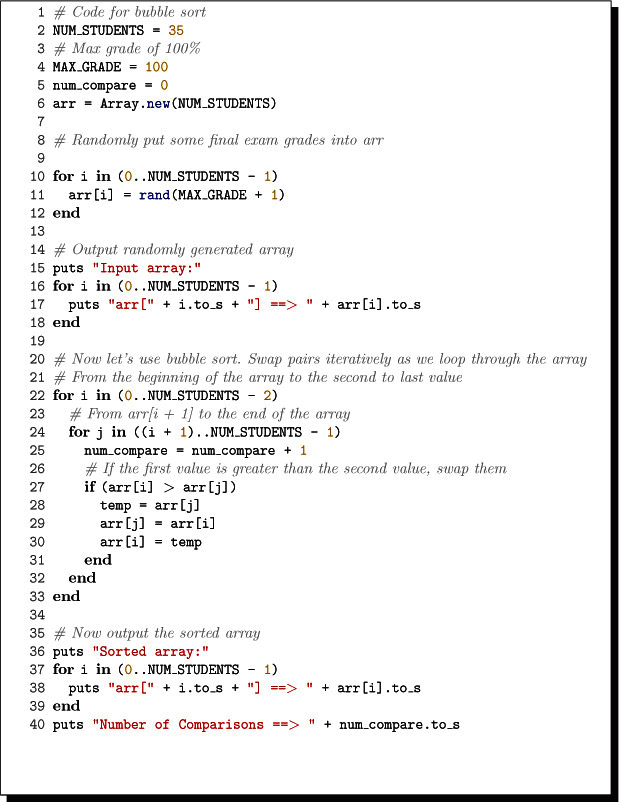 1 # Code for bubble sort
2 NUM_STUDENTS = 35
3 # Max grade of 100%
4 MAX_GRADE = 100
5 num_compare = 0
6 arr = Array.new(NUM_STUDENTS)
7
8 # Randomly put some final exam grades into arr
9
10 for i in (0..NUM_STUDENTS - 1)
11   arr[i] = rand(MAX_GRADE + 1)
12 end
13
14 # Output randomly generated array
15 puts "Input array:"
16 for i in (0..NUM_STUDENTS - 1)
17   puts "arr[" + i.to_s + "] ==> " + arr[i].to_s
18 end
19
20 # Now let's use bubble sort. Swap pairs iteratively as we loop through the array
21 # From the beginning of the array to the second to last value
22 for i in (0..NUM_STUDENTS - 2)
23   # From arr[i + 1] to the end of the array
24   for j in ((i + 1)..NUM_STUDENTS - 1)
25     num_compare = num_compare + 1
26     # If the first value is greater than the second value, swap them
27     if (arr[i] > arr[j])
28       temp = arr[j]
29       arr[j] = arr[i]
30       arr[i] = temp
31     end
32   end
33 end
34
35 # Now output the sorted array
36 puts "Sorted array:"
37 for i in (0..NUM_STUDENTS - 1)
38   puts "arr[" + i.to_s + "] ==> " + arr[i].to_s
39 end
40 puts "Number of Comparisons ==> " + num_compare.to_s